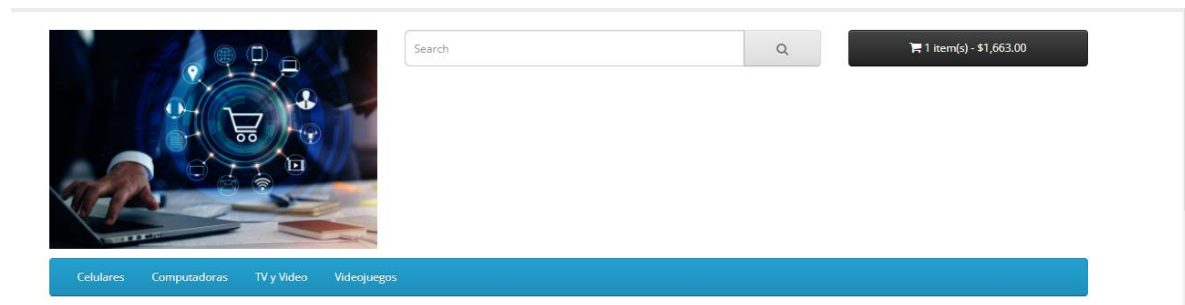 Search
1 item(s) - $1,663.00
Celulares Computadoras TV y Video Videojuegos